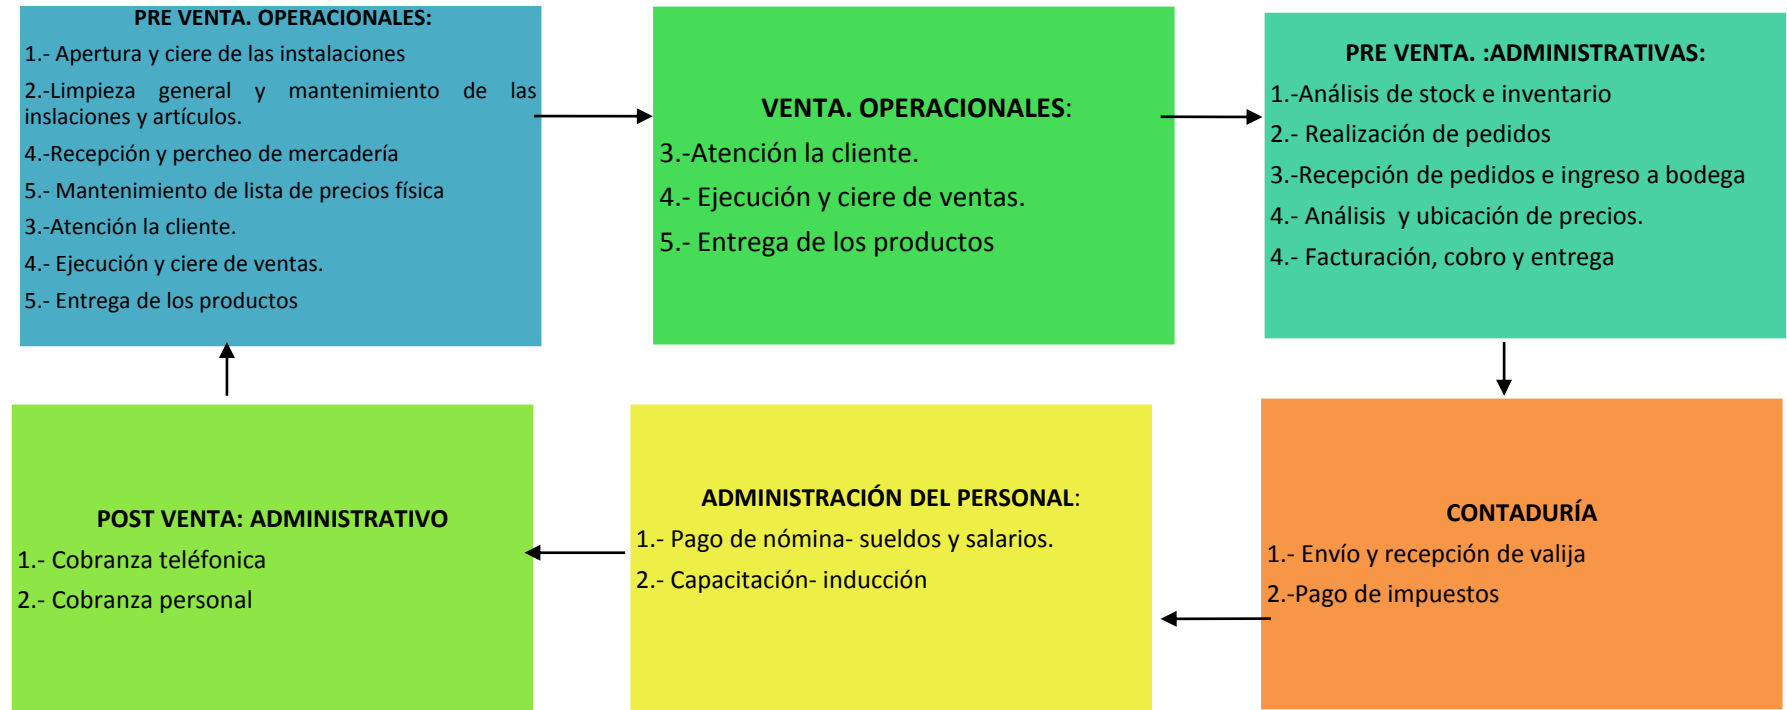 PRE VENTA. OPERACIONALES:
1.- Apertura y ciere de las instalaciones
2.-Limpieza general y mantenimiento de las
inslaciones y artículos.
4.-Recepción y percheo de mercadería
5.- Mantenimiento de lista de precios física
3.-Atención la cliente.
4.- Ejecución y ciere de ventas.
5.- Entrega de los productos
VENTA. OPERACIONALES:
3.-Atención la cliente.
4.- Ejecución y ciere de ventas.
5.- Entrega de los productos
PRE VENTA. :ADMINISTRATIVAS:
1.-Análisis de stock e inventario
2.- Realización de pedidos
3.-Recepción de pedidos e ingreso a bodega
4.- Análisis  y ubicación de precios.
4.- Facturación, cobro y entrega
POST VENTA: ADMINISTRATIVO
1.- Cobranza teléfonica
2.- Cobranza personal
ADMINISTRACIÓN DEL PERSONAL:
1.- Pago de nómina- sueldos y salarios.
2.- Capacitación- inducción
CONTADURÍA
1.- Envío y recepción de valija
2.-Pago de impuestos